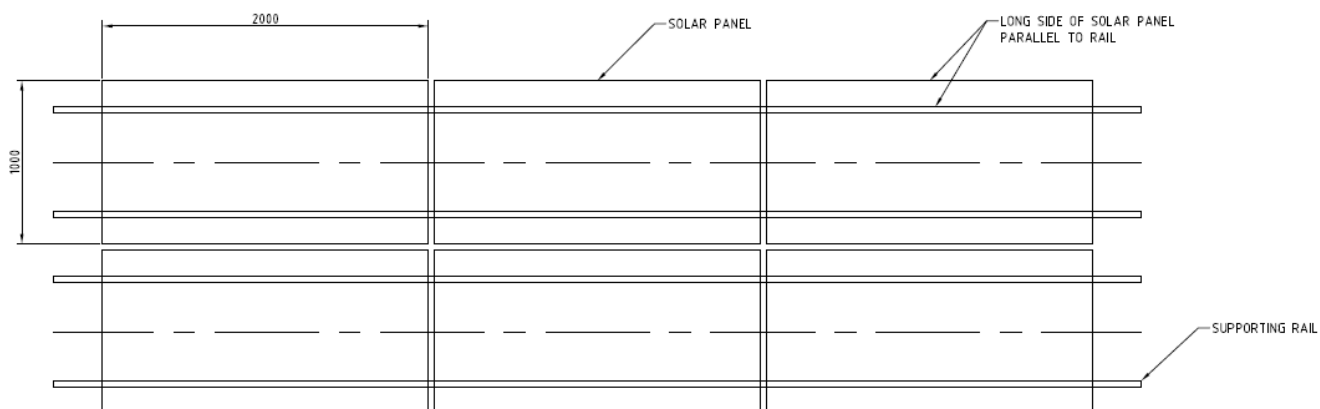 2000
SOLAR PANEL
LONG SIDE OF SOLAR PANEL
PARALLEL TO RAIL
1000
SUPPORTING RAIL